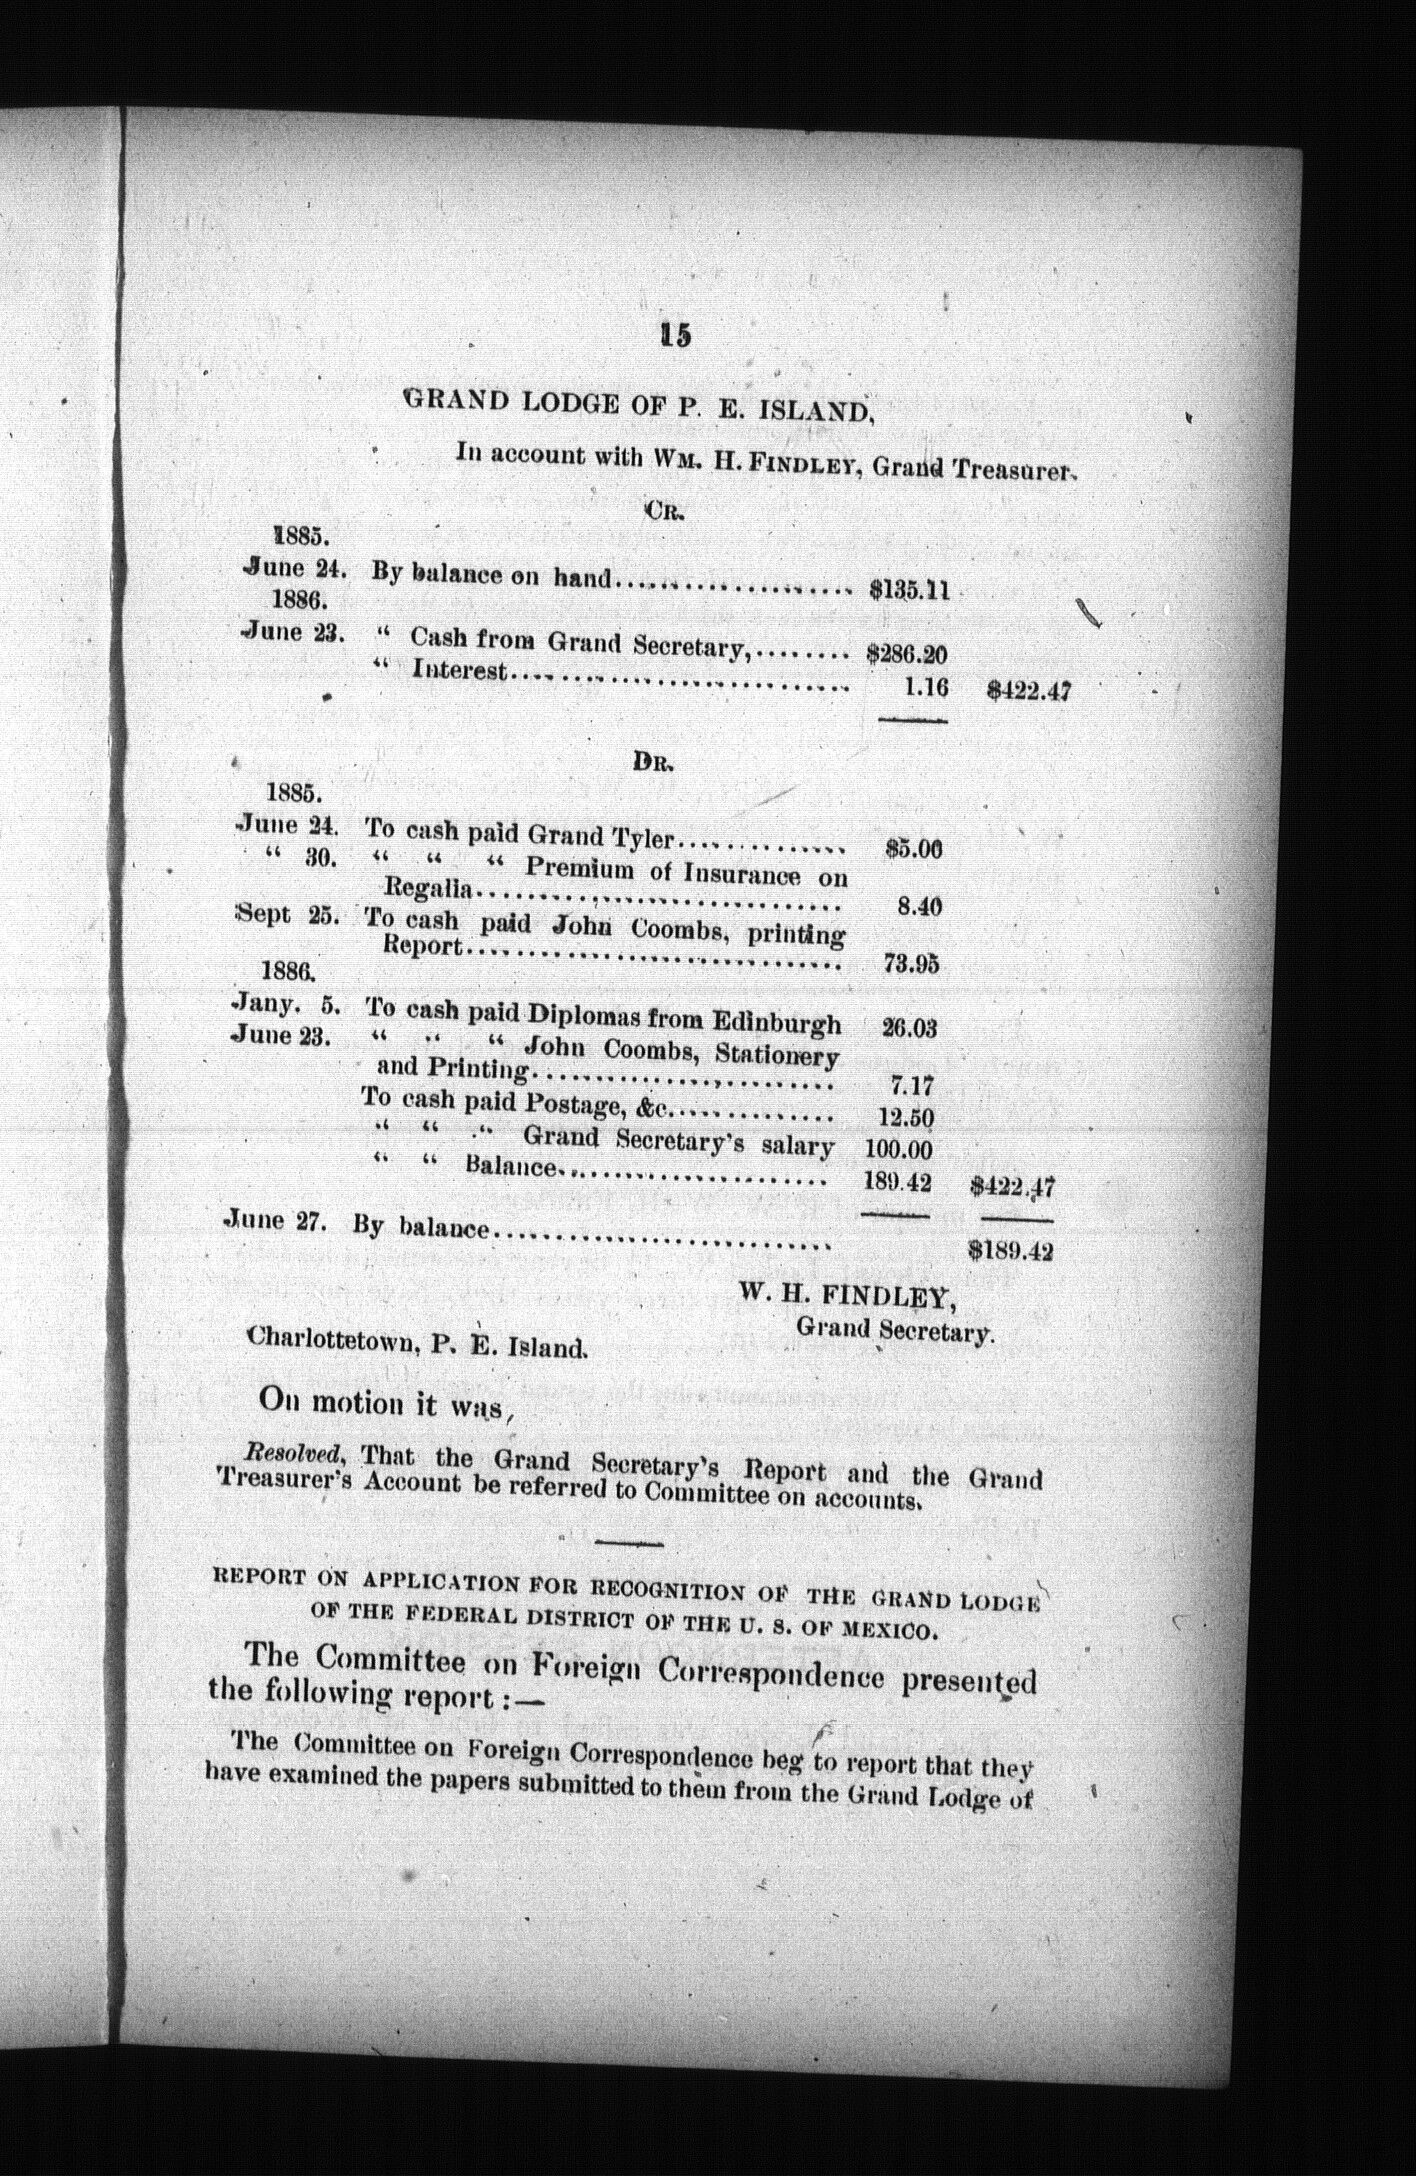 15
GRAND LODGE OF P. E. ISLAND,
In account with WM. H. FINDLEY, Grand Treasurer.
CR.
1885.
June 24. By balance on hand.................... $135.11
1886.
June 23. “ Cash from Grand Secretary,........ $286.20
“ Interest............................ 1.16 $422.47
DR.
1885.
June 24. To cash paid Grand Tyler.............. $5.00
“ 30. “ “ “ Premium of Insurance on
Regalia.............................. 8.40
Sept 25. To cash paid John Coombs, printing
Report.............................. 73.95
1886.
Jany. 5. To cash paid Diplomas from Edinburgh 26.03
June 23. “ “ “ John Coombs, Stationery
and Printing......................... 7.17
To cash paid Postage, &c.............. 12.50
“ “ “ Grand Secretary's salary 100.00
“ “ Balance...................... 189.42 $422.47
June 27. By balance............................ $189.42
W. H. FINDLEY,
Grand Secretary.
Charlottetown, P. E. Island.
On motion it was,
Resolved, That the Grand Secretary's Report and the Grand
Treasurer's Account be referred to Committee on accounts.
REPORT ON APPLICATION FOR RECOGNITION OF THE GRAND LODGE
OF THE FEDERAL DISTRICT OF THE U. S. OF MEXICO.
The Committee on Foreign Correspondence presented
the following report :—
The Committee on Foreign Correspondence beg to report that they
have examined the papers submitted to them from the Grand Lodge of